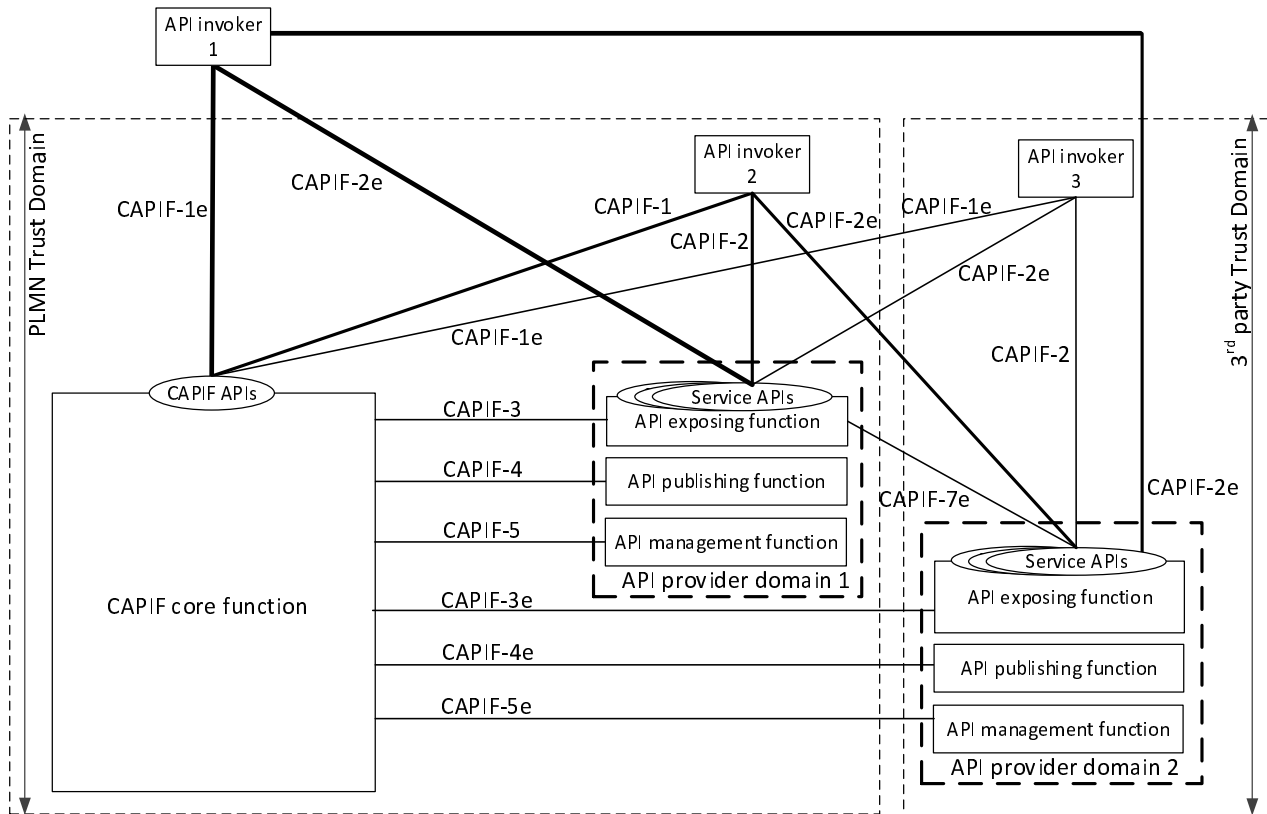 API invoker
1
PLMN Trust Domain
API invoker
2
API invoker
3
3rd party Trust Domain
CAPIF-1e
CAPIF-2e
CAPIF-1
CAPIF-2
CAPIF-2e
CAPIF-1e
CAPIF-2e
CAPIF-1e
CAPIF-2
CAPIF APIs
Service APIs
CAPIF-3
API exposing function
CAPIF-4
API publishing function
CAPIF-7e
CAPIF-2e
CAPIF-5
API management function
API provider domain 1
Service APIs
CAPIF core function
CAPIF-3e
API exposing function
CAPIF-4e
API publishing function
CAPIF-5e
API management function
API provider domain 2